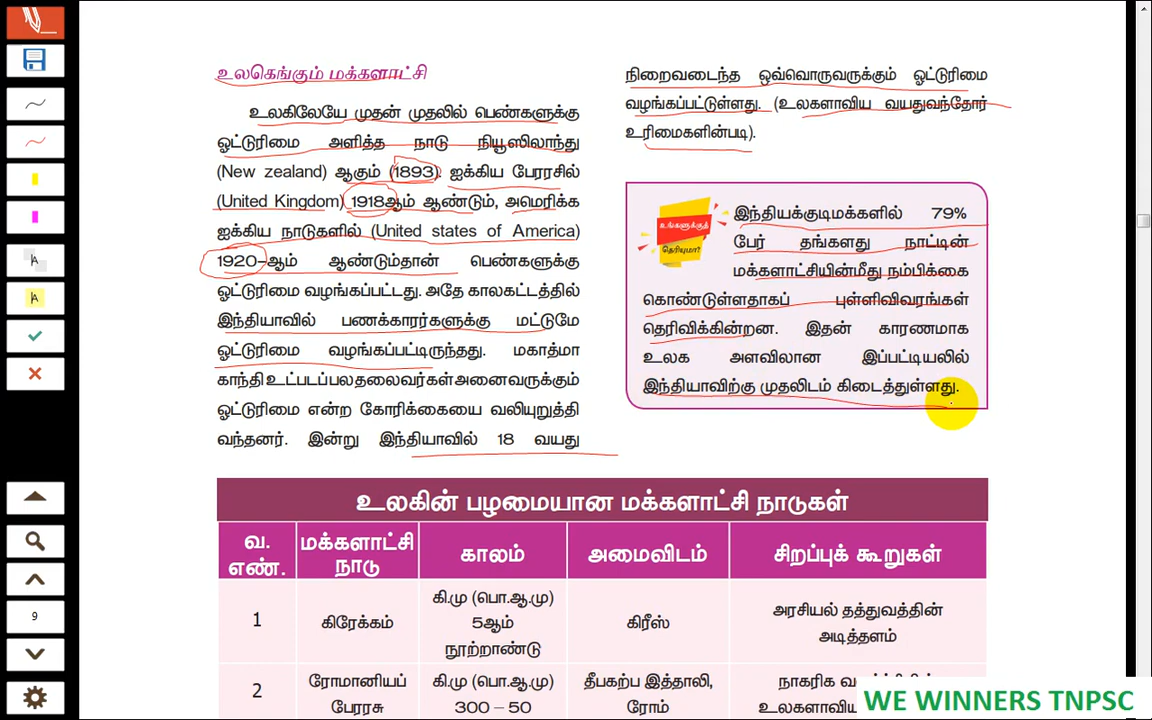 உலகெங்கும் மக்களாட்சி
உலகிலேயே முதன் முதலில் பெண்களுக்கு
ஓட்டுரிமை அளித்த நாடு நியூஸிலாந்து
(New zealand) ஆகும் (1893). ஐக்கிய பேரரசில்
(United Kingdom) 1918ஆம் ஆண்டும், அமெரிக்க
ஐக்கிய நாடுகளில் (United states of America)
1920-ஆம் ஆண்டும்தான் பெண்களுக்கு
ஓட்டுரிமை வழங்கப்பட்டது. அதே காலகட்டத்தில்
இந்தியாவில் பணக்காரர்களுக்கு மட்டுமே
ஓட்டுரிமை வழங்கப்பட்டிருந்தது. மகாத்மா
காந்தி உட்பட பல தலைவர்கள் அனைவருக்கும்
ஓட்டுரிமை என்ற கோரிக்கையை வலியுறுத்தி
வந்தனர். இன்று இந்தியாவில் 18 வயது
நிறைவடைந்த ஒவ்வொருவருக்கும் ஓட்டுரிமை
வழங்கப்பட்டுள்ளது. (உலகளாவிய வயதுவந்தோர்
உரிமைகளின்படி).
உங்களுக்குத்
தெரியுமா?
இந்தியக்குடிமக்களில் 79%
பேர் தங்களது நாட்டின்
மக்களாட்சியின்மீது நம்பிக்கை
கொண்டுள்ளதாகப் புள்ளிவிவரங்கள்
தெரிவிக்கின்றன. இதன் காரணமாக
உலக அளவிலான இப்பட்டியலில்
இந்தியாவிற்கு முதலிடம் கிடைத்துள்ளது.
உலகின் பழமையான மக்களாட்சி நாடுகள்
வ. எண். மக்களாட்சி நாடு காலம் அமைவிடம் சிறப்புக் கூறுகள்
1 கிரேக்கம் கி.மு (பொ.ஆ.மு) 5ஆம் நூற்றாண்டு கிரீஸ் அரசியல் தத்துவத்தின் அடித்தளம்
2 ரோமானியப் பேரரசு கி.மு (பொ.ஆ.மு) 300 – 50 தீபகற்ப இத்தாலி, ரோம் நாகரிக
9
WE WINNERS TNPSC